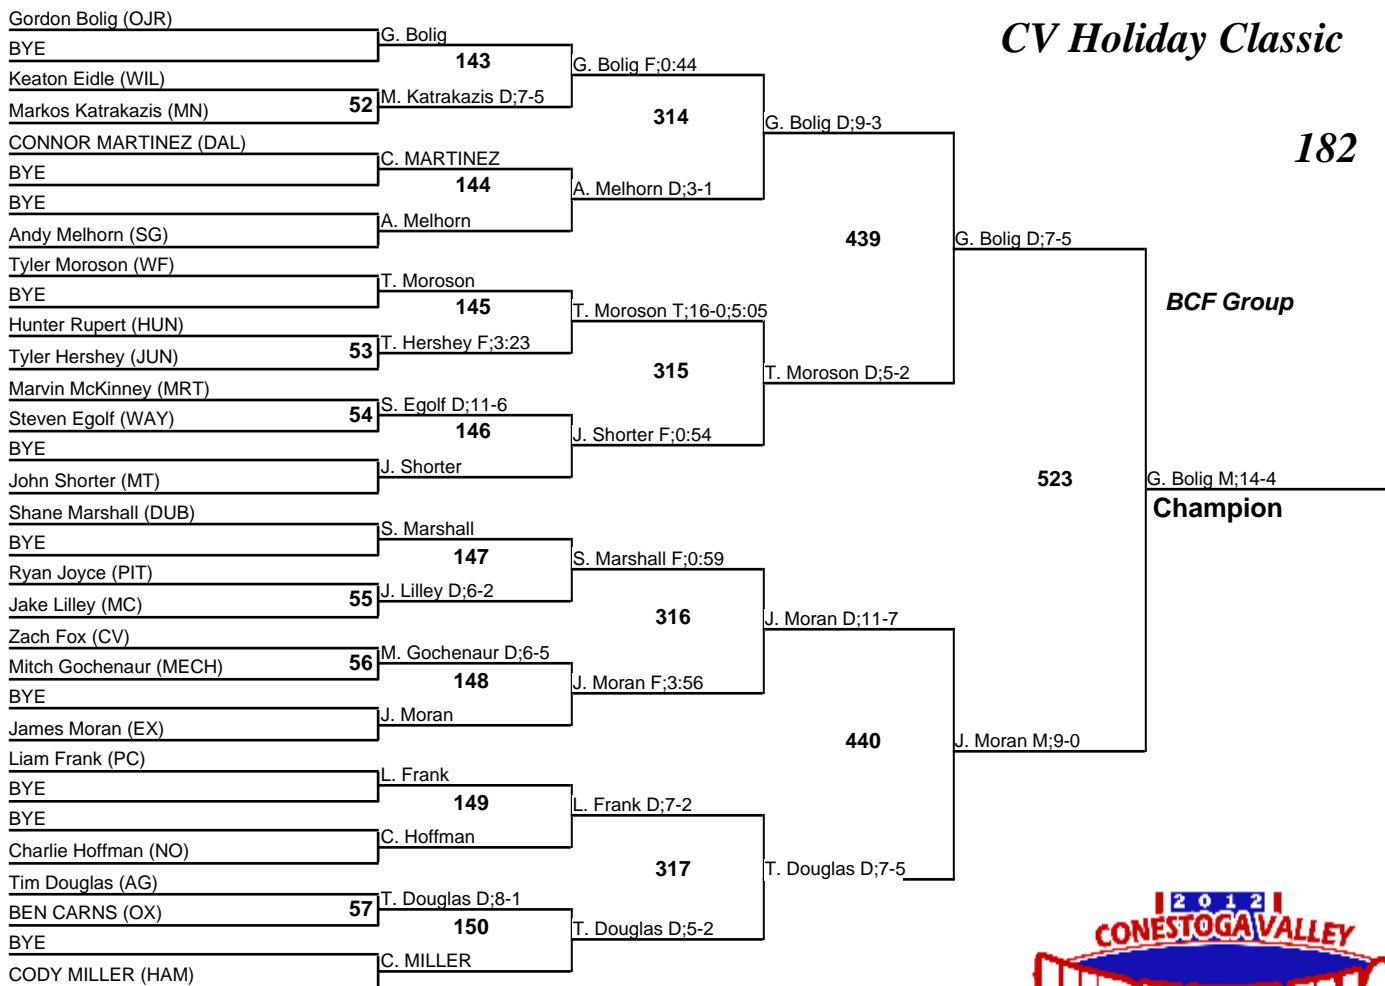 CV Holiday Classic
182
Gordon Bolig (OJR)
BYE
Keaton Eidle (WIL)
Markos Katrakazis (MN)
CONNOR MARTINEZ (DAL)
BYE
BYE
Andy Melhorn (SG)
Tyler Moroson (WF)
BYE
Hunter Rupert (HUN)
Tyler Hershey (JUN)
Marvin McKinney (MRT)
Steven Egolf (WAY)
BYE
John Shorter (MT)
Shane Marshall (DUB)
BYE
Ryan Joyce (PIT)
Jake Lilley (MC)
Zach Fox (CV)
Mitch Gochenaur (MECH)
BYE
James Moran (EX)
Liam Frank (PC)
BYE
BYE
Charlie Hoffman (NO)
Tim Douglas (AG)
BEN CARNS (OX)
BYE
CODY MILLER (HAM)
52
53
54
55
56
57
G. Bolig
143
M. Katrakazis D;7-5
C. MARTINEZ
144
A. Melhorn
T. Moroson
145
T. Hershey F;3:23
S. Egolf D;11-6
146
J. Shorter
S. Marshall
147
J. Lilley D;6-2
M. Gochenaur D;6-5
148
J. Moran
L. Frank
149
C. Hoffman
T. Douglas D;8-1
150
C. MILLER
G. Bolig F;0:44
314
A. Melhorn D;3-1
T. Moroson T;16-0;5:05
315
J. Shorter F;0:54
S. Marshall F;0:59
316
J. Moran F;3:56
L. Frank D;7-2
317
T. Douglas D;5-2
G. Bolig D;9-3
439
T. Moroson D;5-2
J. Moran D;11-7
440
T. Douglas D;7-5
G. Bolig D;7-5
523
J. Moran M;9-0
BCF Group
G. Bolig M;14-4
Champion
2012
CONESTOGA VALLEY